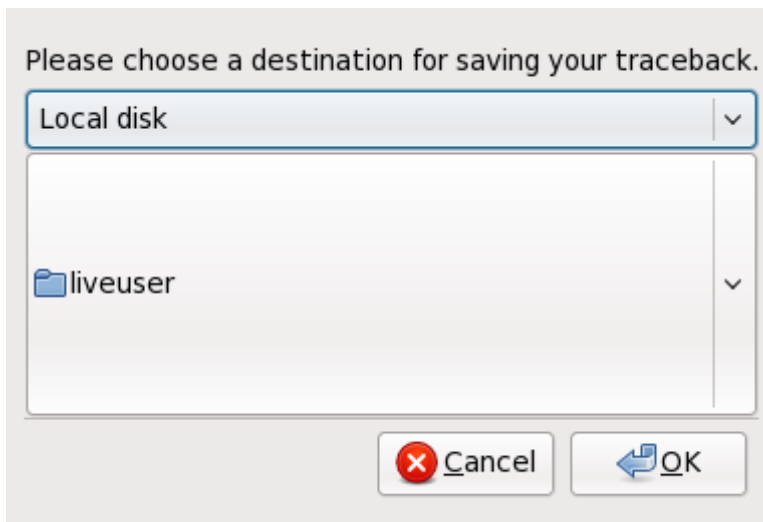 Please choose a destination for saving your traceback.
Local disk
liveuser
Cancel
OK